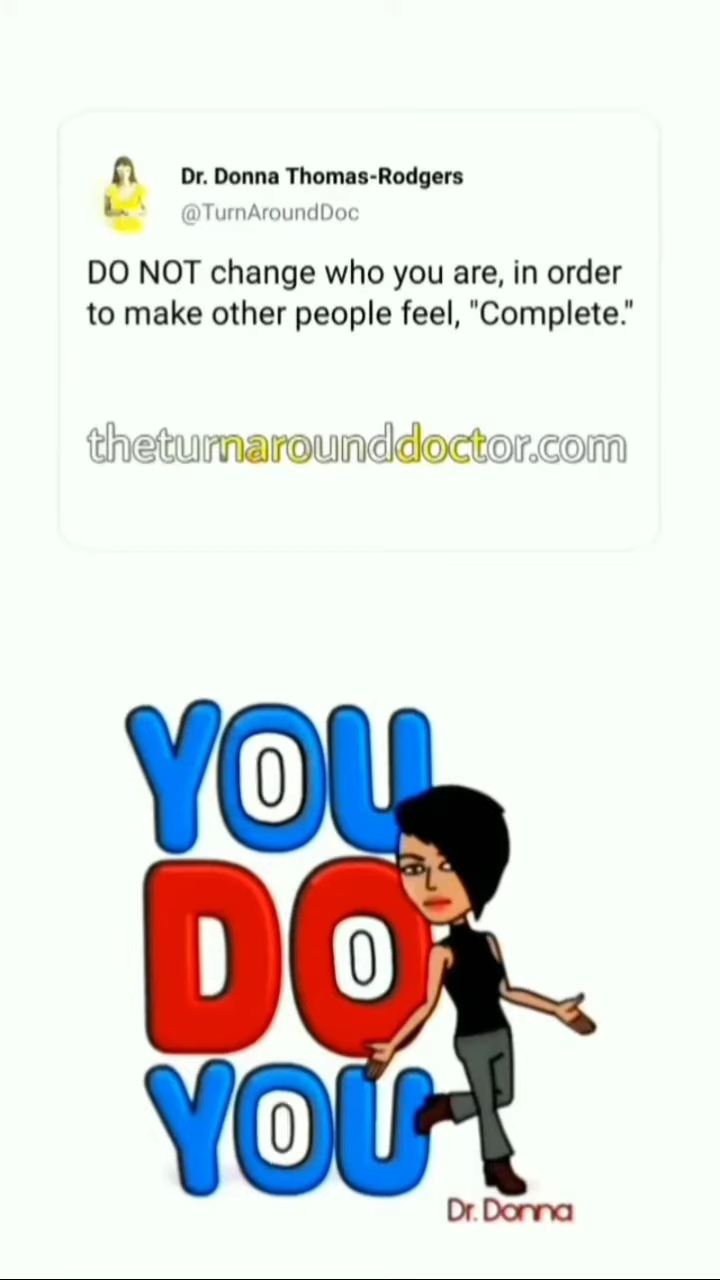 Dr. Donna Thomas-Rodgers
@TurnAroundDoc
DO NOT change who you are, in order
to make other people feel, "Complete."
theturnarounddoctor.com
YOU
DO
YOU
Dr. Donna